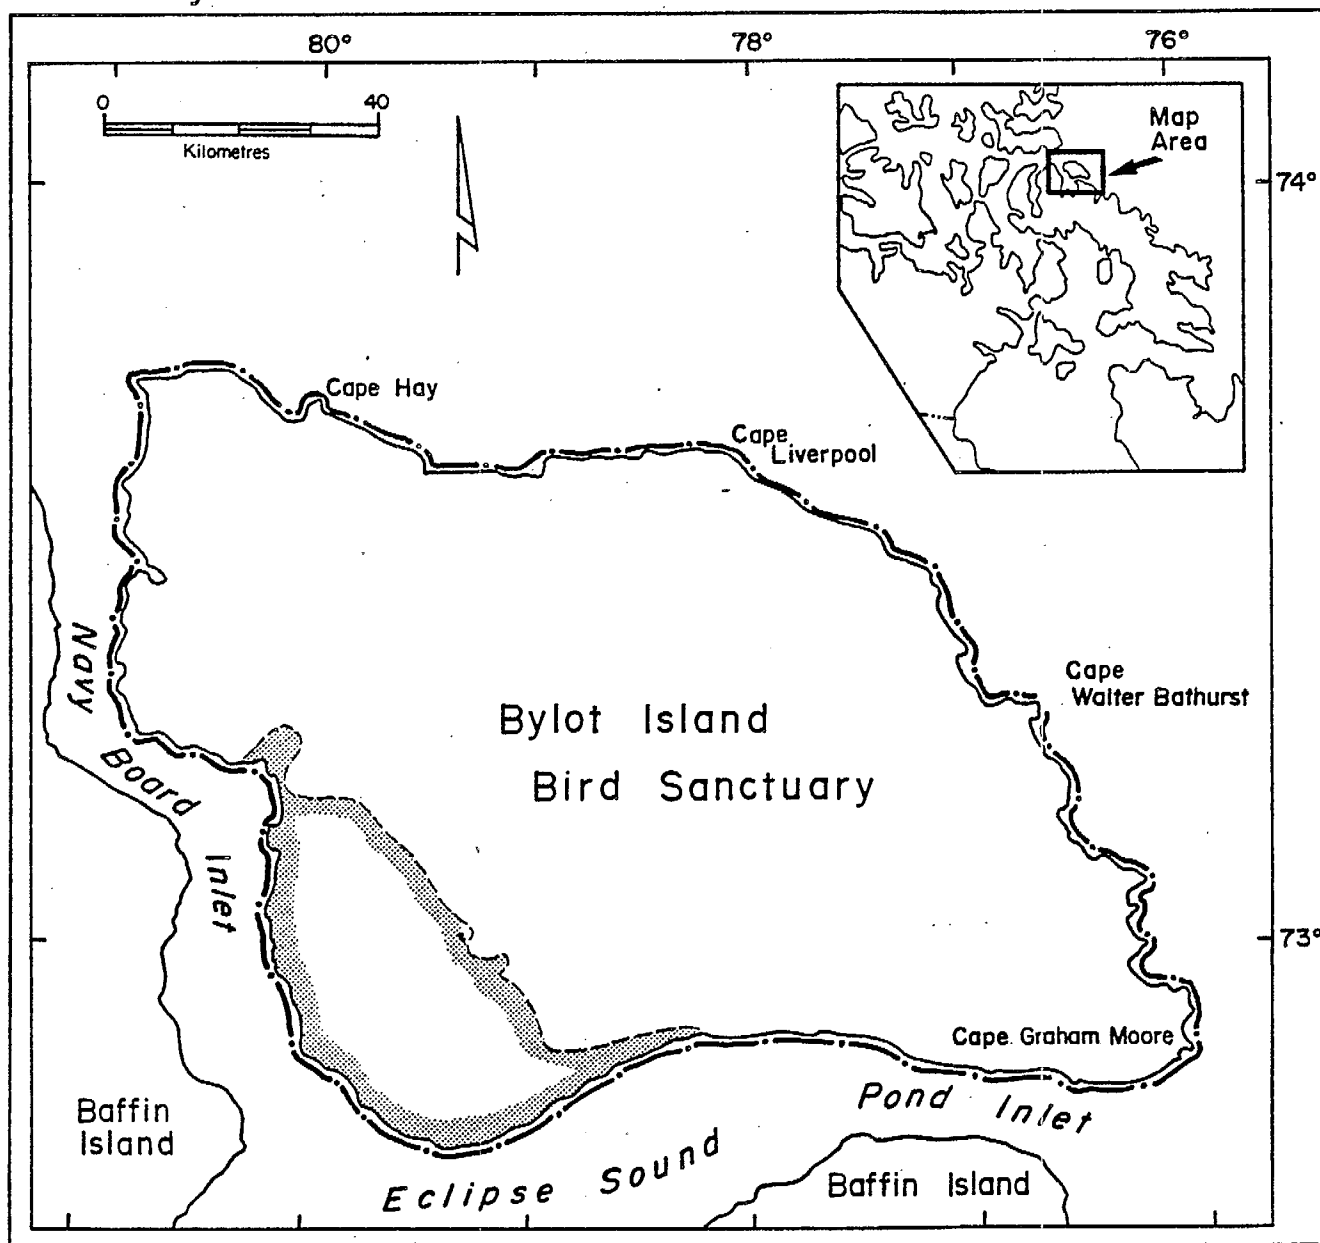 80°
78°
76°
0
40
Kilometres
Map
Area
74°
Cape Hay
Cape
Liverpool
Cape
Walter Bathurst
Navy
Board
Inlet
Bylot Island
Bird Sanctuary
73°
Cape Graham Moore
Pond Inlet
Baffin
Island
Eclipse Sound
Baffin Island